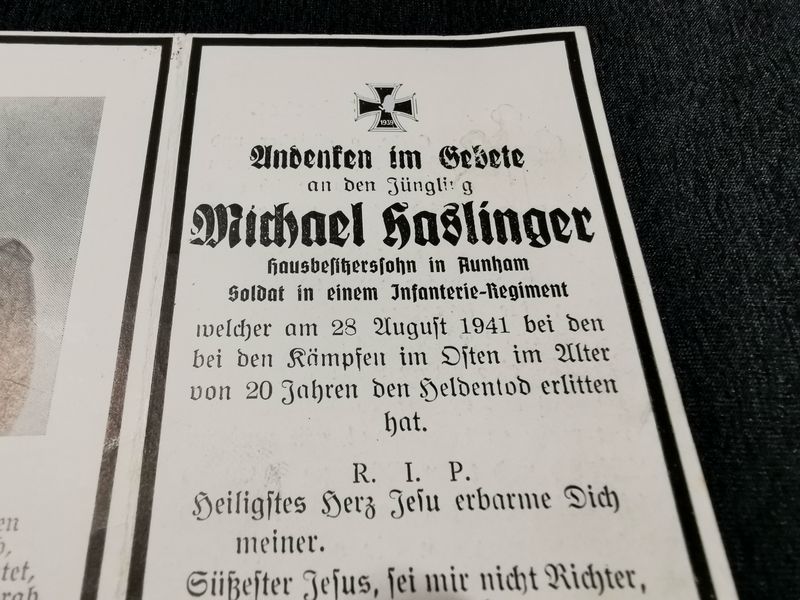 1939
Andenken im Gebete
an den Jüngling
Michael Haslinger
Hausbesitzerssohn in Aunham
Soldat in einem Infanterie-Regiment
welcher am 28 August 1941 bei den
bei den Kämpfen im Osten im Alter
von 20 Jahren den Heldentod erlitten
hat.
R. I. P.
Heiligstes Herz Jesu erbarme Dich
meiner.
Süßester Jesus, sei mir nicht Richter,